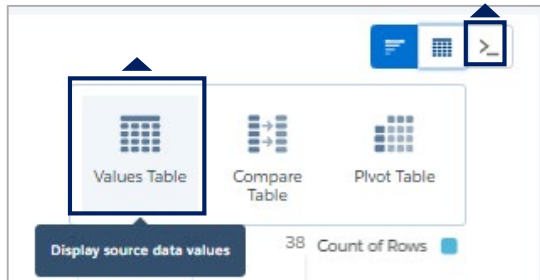 >_
Values Table
Compare
Table
Pivot Table
Display source data values
38
Count of Rows